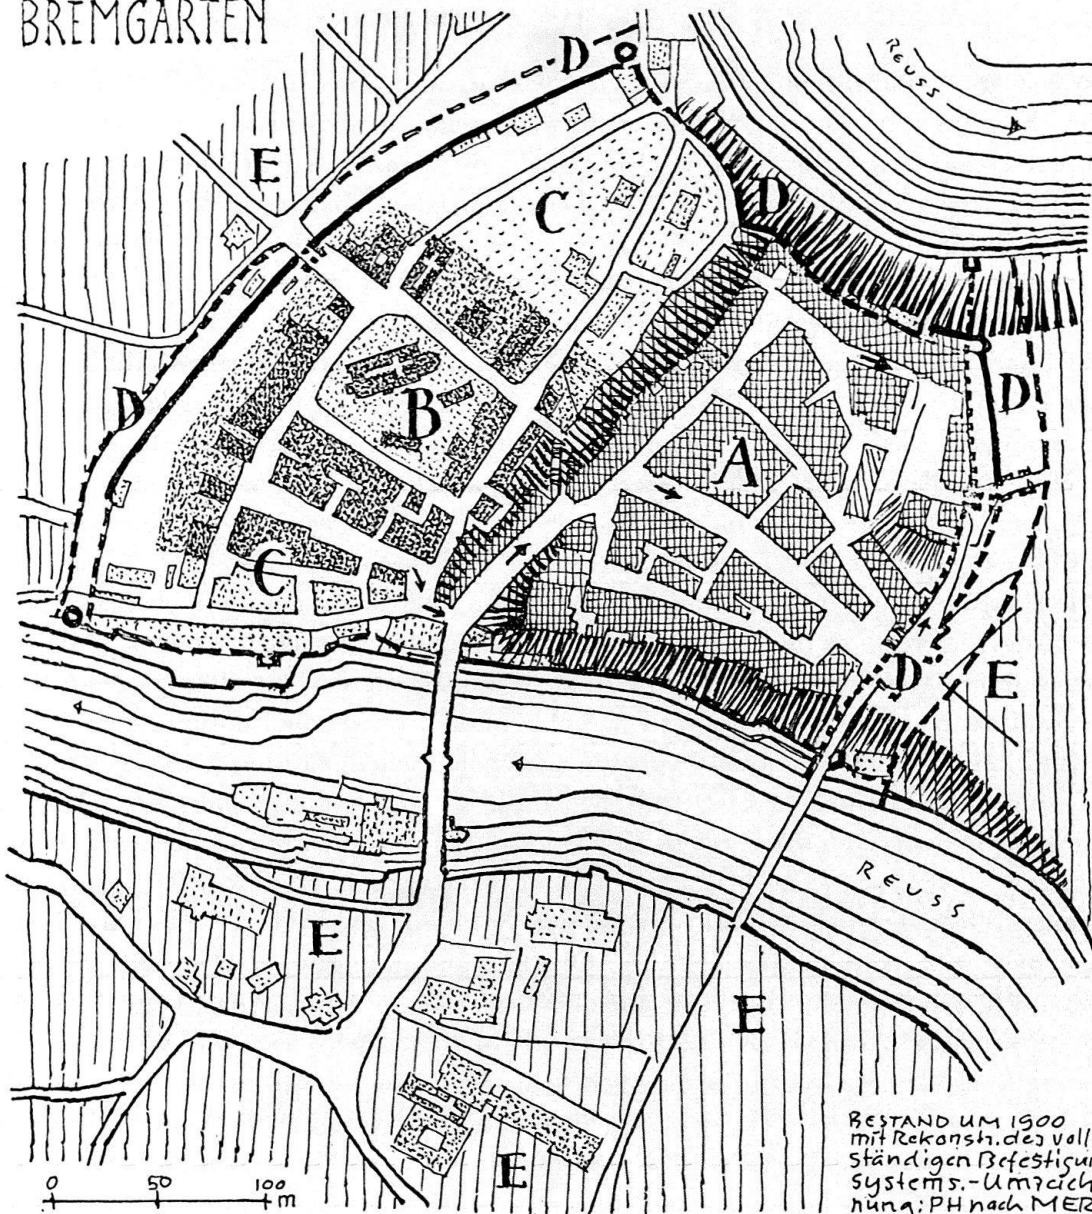 BREMGARTEN
REUSS
D
E
C
D
D
D
B
A
C
D
E
REUSS
E
E
E
0 50 100 m
BESTAND UM 1900
mit Rekonstr. des voll
ständigen Befestigu
systems.-Umzeich
nung: PH nach MER